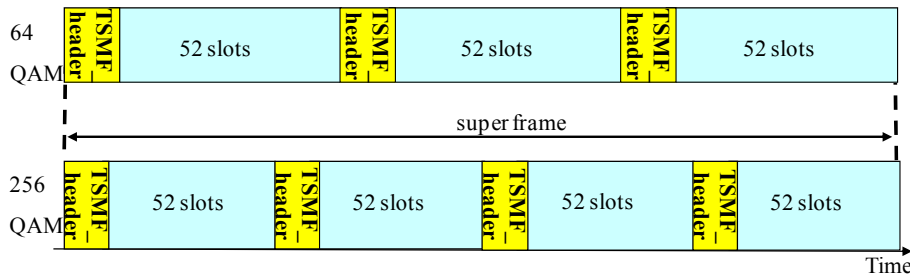 64
QAM
TSMF_
header
52 slots
TSMF_
header
52 slots
TSMF_
header
52 slots
super frame
256
QAM
TSMF_
header
52 slots
TSMF_
header
52 slots
TSMF_
header
52 slots
TSMF_
header
52 slots
Time